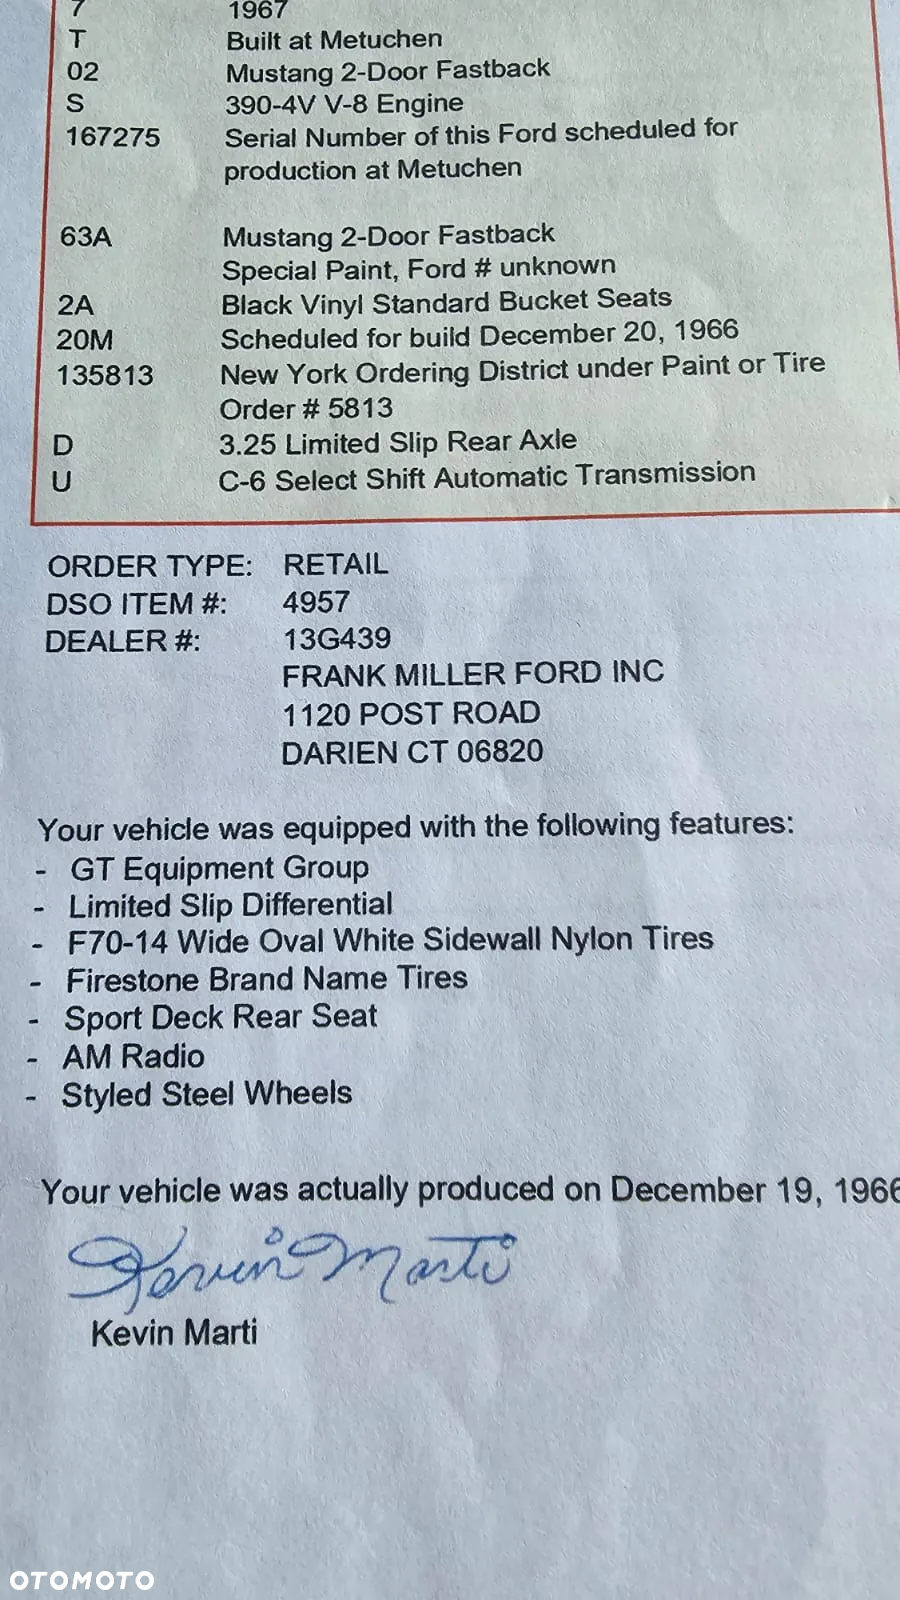 7 1967
T Built at Metuchen
02 Mustang 2-Door Fastback
S 390-4V V-8 Engine
167275 Serial Number of this Ford scheduled for
production at Metuchen
63A Mustang 2-Door Fastback
Special Paint, Ford # unknown
2A Black Vinyl Standard Bucket Seats
20M Scheduled for build December 20, 1966
135813 New York Ordering District under Paint or Tire
Order # 5813
D 3.25 Limited Slip Rear Axle
U C-6 Select Shift Automatic Transmission
ORDER TYPE: RETAIL
DSO ITEM #: 4957
DEALER #: 13G439
FRANK MILLER FORD INC
1120 POST ROAD
DARIEN CT 06820
Your vehicle was equipped with the following features:
- GT Equipment Group
- Limited Slip Differential
- F70-14 Wide Oval White Sidewall Nylon Tires
- Firestone Brand Name Tires
- Sport Deck Rear Seat
- AM Radio
- Styled Steel Wheels
Your vehicle was actually produced on December 19, 1966
Kevin Marti
Kevin Marti
OTOMOTO